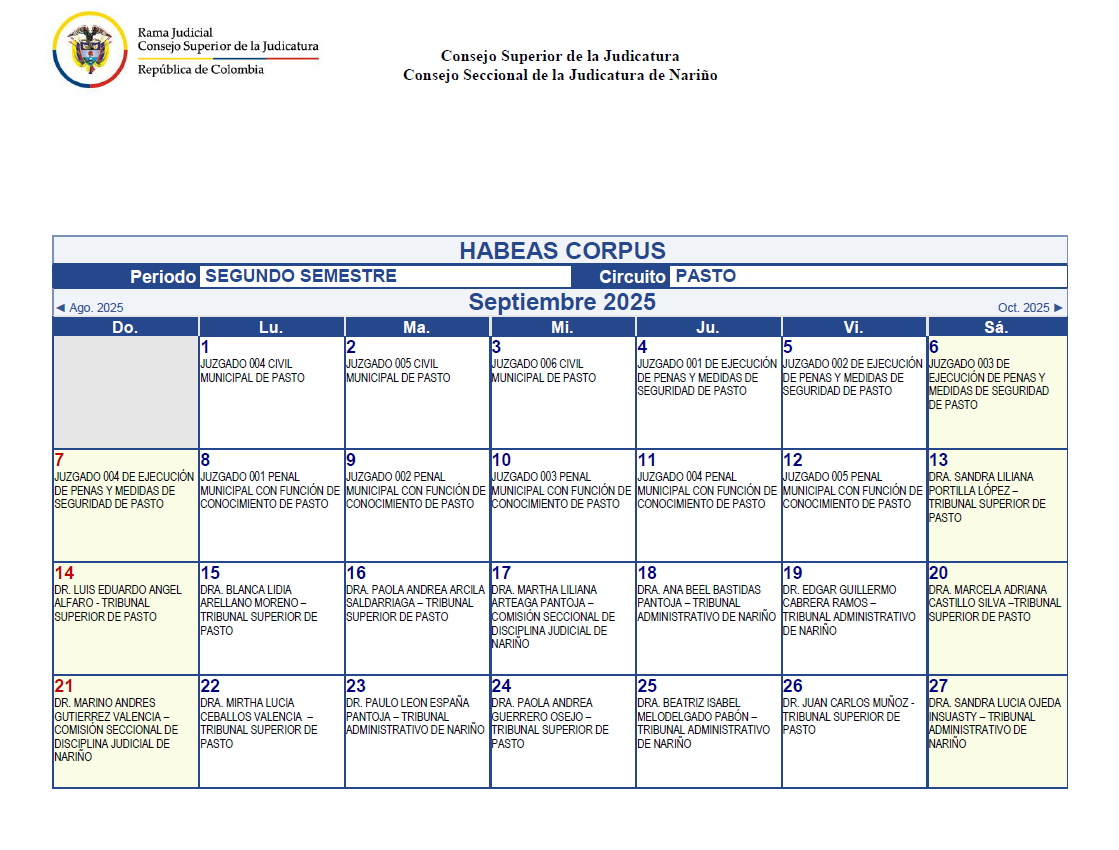 Rama Judicial
Consejo Superior de la Judicatura
República de Colombia
Consejo Superior de la Judicatura
Consejo Seccional de la Judicatura de Nariño
HABEAS CORPUS
Periodo SEGUNDO SEMESTRE Circuito PASTO
◄ Ago. 2025 Septiembre 2025 Oct. 2025 ►
Do. Lu. Ma. Mi. Ju. Vi. Sá.
1
JUZGADO 004 CIVIL
MUNICIPAL DE PASTO
2
JUZGADO 005 CIVIL
MUNICIPAL DE PASTO
3
JUZGADO 006 CIVIL
MUNICIPAL DE PASTO
4
JUZGADO 001 DE EJECUCIÓN
DE PENAS Y MEDIDAS DE
SEGURIDAD DE PASTO
5
JUZGADO 002 DE EJECUCIÓN
DE PENAS Y MEDIDAS DE
SEGURIDAD DE PASTO
6
JUZGADO 003 DE
EJECUCIÓN DE PENAS Y
MEDIDAS DE SEGURIDAD
DE PASTO
7
JUZGADO 004 DE EJECUCIÓN
DE PENAS Y MEDIDAS DE
SEGURIDAD DE PASTO
8
JUZGADO 001 PENAL
MUNICIPAL CON FUNCIÓN DE
CONOCIMIENTO DE PASTO
9
JUZGADO 002 PENAL
MUNICIPAL CON FUNCIÓN DE
CONOCIMIENTO DE PASTO
10
JUZGADO 003 PENAL
MUNICIPAL CON FUNCIÓN DE
CONOCIMIENTO DE PASTO
11
JUZGADO 004 PENAL
MUNICIPAL CON FUNCIÓN DE
CONOCIMIENTO DE PASTO
12
JUZGADO 005 PENAL
MUNICIPAL CON FUNCIÓN DE
CONOCIMIENTO DE PASTO
13
DRA. SANDRA LILIANA
PORTILLA LÓPEZ –
TRIBUNAL SUPERIOR DE
PASTO
14
DR. LUIS EDUARDO ANGEL
ALFARO - TRIBUNAL
SUPERIOR DE PASTO
15
DRA. BLANCA LIDIA
ARELLANO MORENO –
TRIBUNAL SUPERIOR DE
PASTO
16
DRA. PAOLA ANDREA ARCILA
SALDARRIAGA – TRIBUNAL
SUPERIOR DE PASTO
17
DRA. MARTHA LILIANA
ARTEAGA PANTOJA –
COMISIÓN SECCIONAL DE
DISCIPLINA JUDICIAL DE
NARIÑO
18
DRA. ANA BEEL BASTIDAS
PANTOJA – TRIBUNAL
ADMINISTRATIVO DE NARIÑO
19
DR. EDGAR GUILLERMO
CABRERA RAMOS –
TRIBUNAL ADMINISTRATIVO
DE NARIÑO
20
DRA. MARCELA ADRIANA
CASTILLO SILVA –TRIBUNAL
SUPERIOR DE PASTO
21
DR. MARINO ANDRES
GUTIERREZ VALENCIA –
COMISIÓN SECCIONAL DE
DISCIPLINA JUDICIAL DE
NARIÑO
22
DRA. MIRTHA LUCIA
CEBALLOS VALENCIA –
TRIBUNAL SUPERIOR DE
PASTO
23
DR. PAULO LEON ESPAÑA
PANTOJA – TRIBUNAL
ADMINISTRATIVO DE NARIÑO
24
DRA. PAOLA ANDREA
GUERRERO OSEJO –
TRIBUNAL SUPERIOR DE
PASTO
25
DRA. BEATRIZ ISABEL
MELODELGADO PABÓN –
TRIBUNAL ADMINISTRATIVO
DE NARIÑO
26
DR. JUAN CARLOS MUÑOZ -
TRIBUNAL SUPERIOR DE
PASTO
27
DRA. SANDRA LUCIA OJEDA
INSUASTY – TRIBUNAL
ADMINISTRATIVO DE
NARIÑO